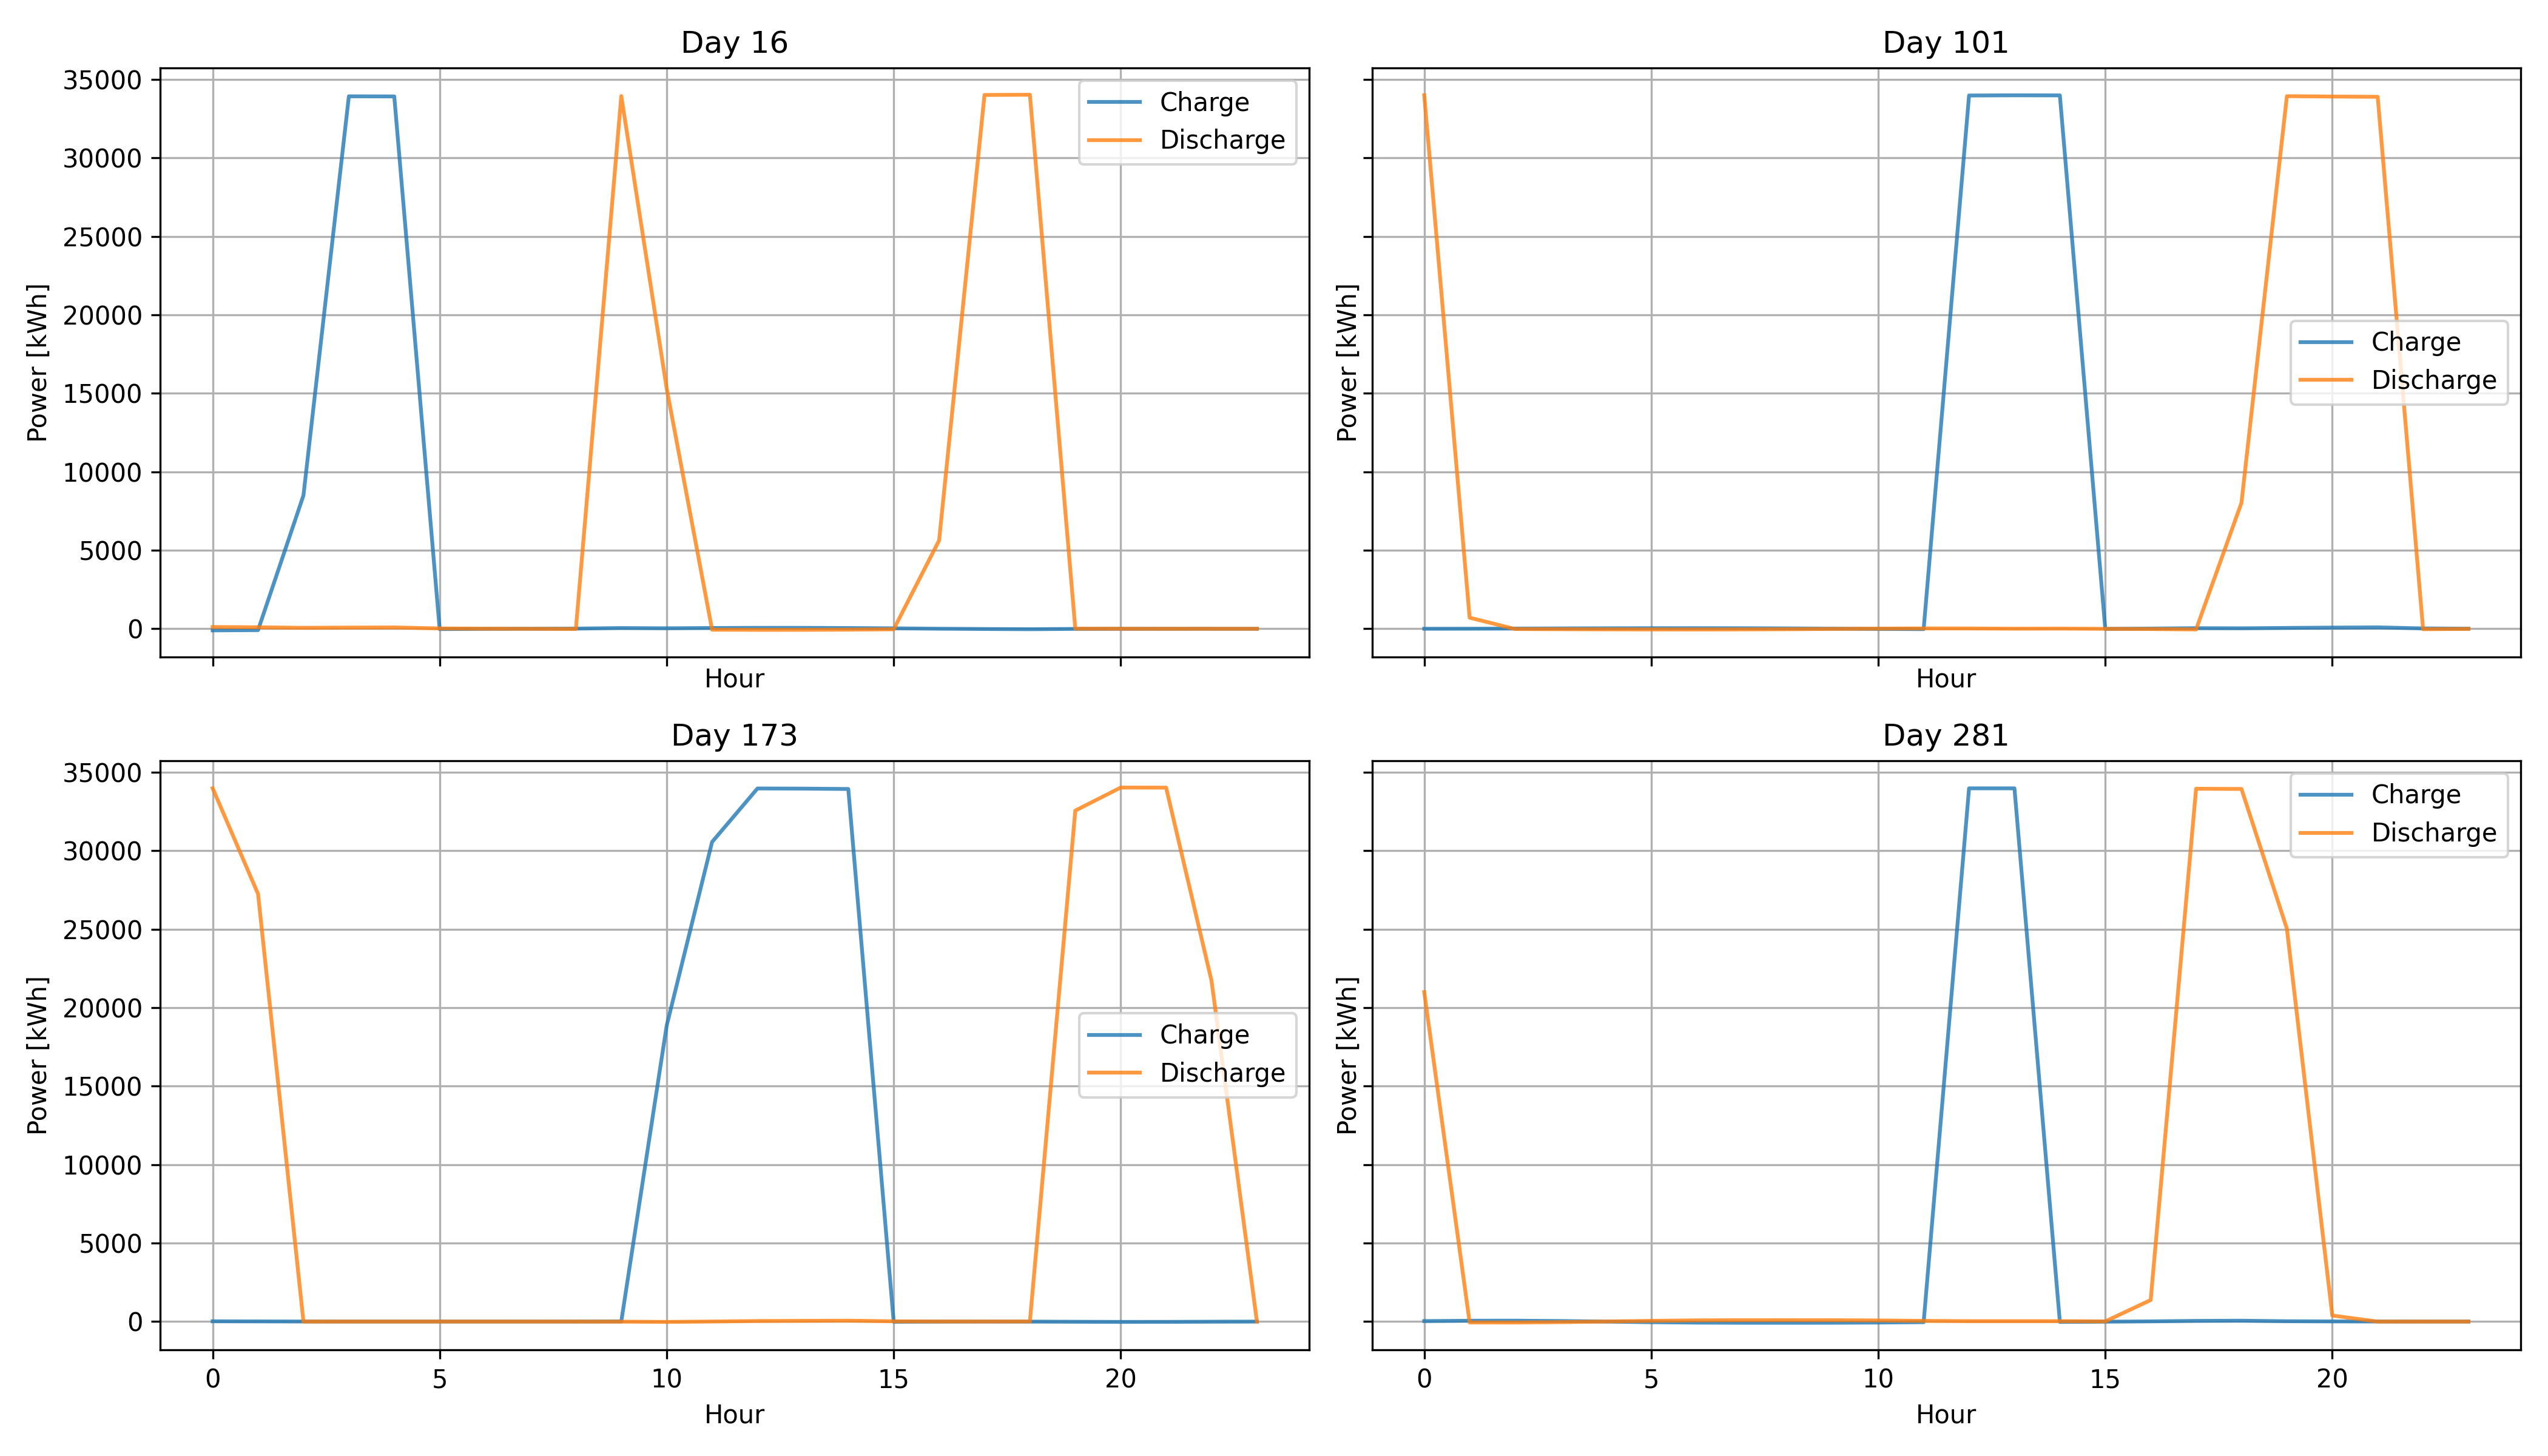 Day 16
35000
30000
25000
20000
15000
10000
5000
0
Power [kWh]
Charge
Discharge
Hour
Day 101
Power [kWh]
Charge
Discharge
Hour
Day 173
35000
30000
25000
20000
15000
10000
5000
0
Power [kWh]
Charge
Discharge
0 5 10 15 20
Hour
Day 281
Power [kWh]
Charge
Discharge
0 5 10 15 20
Hour